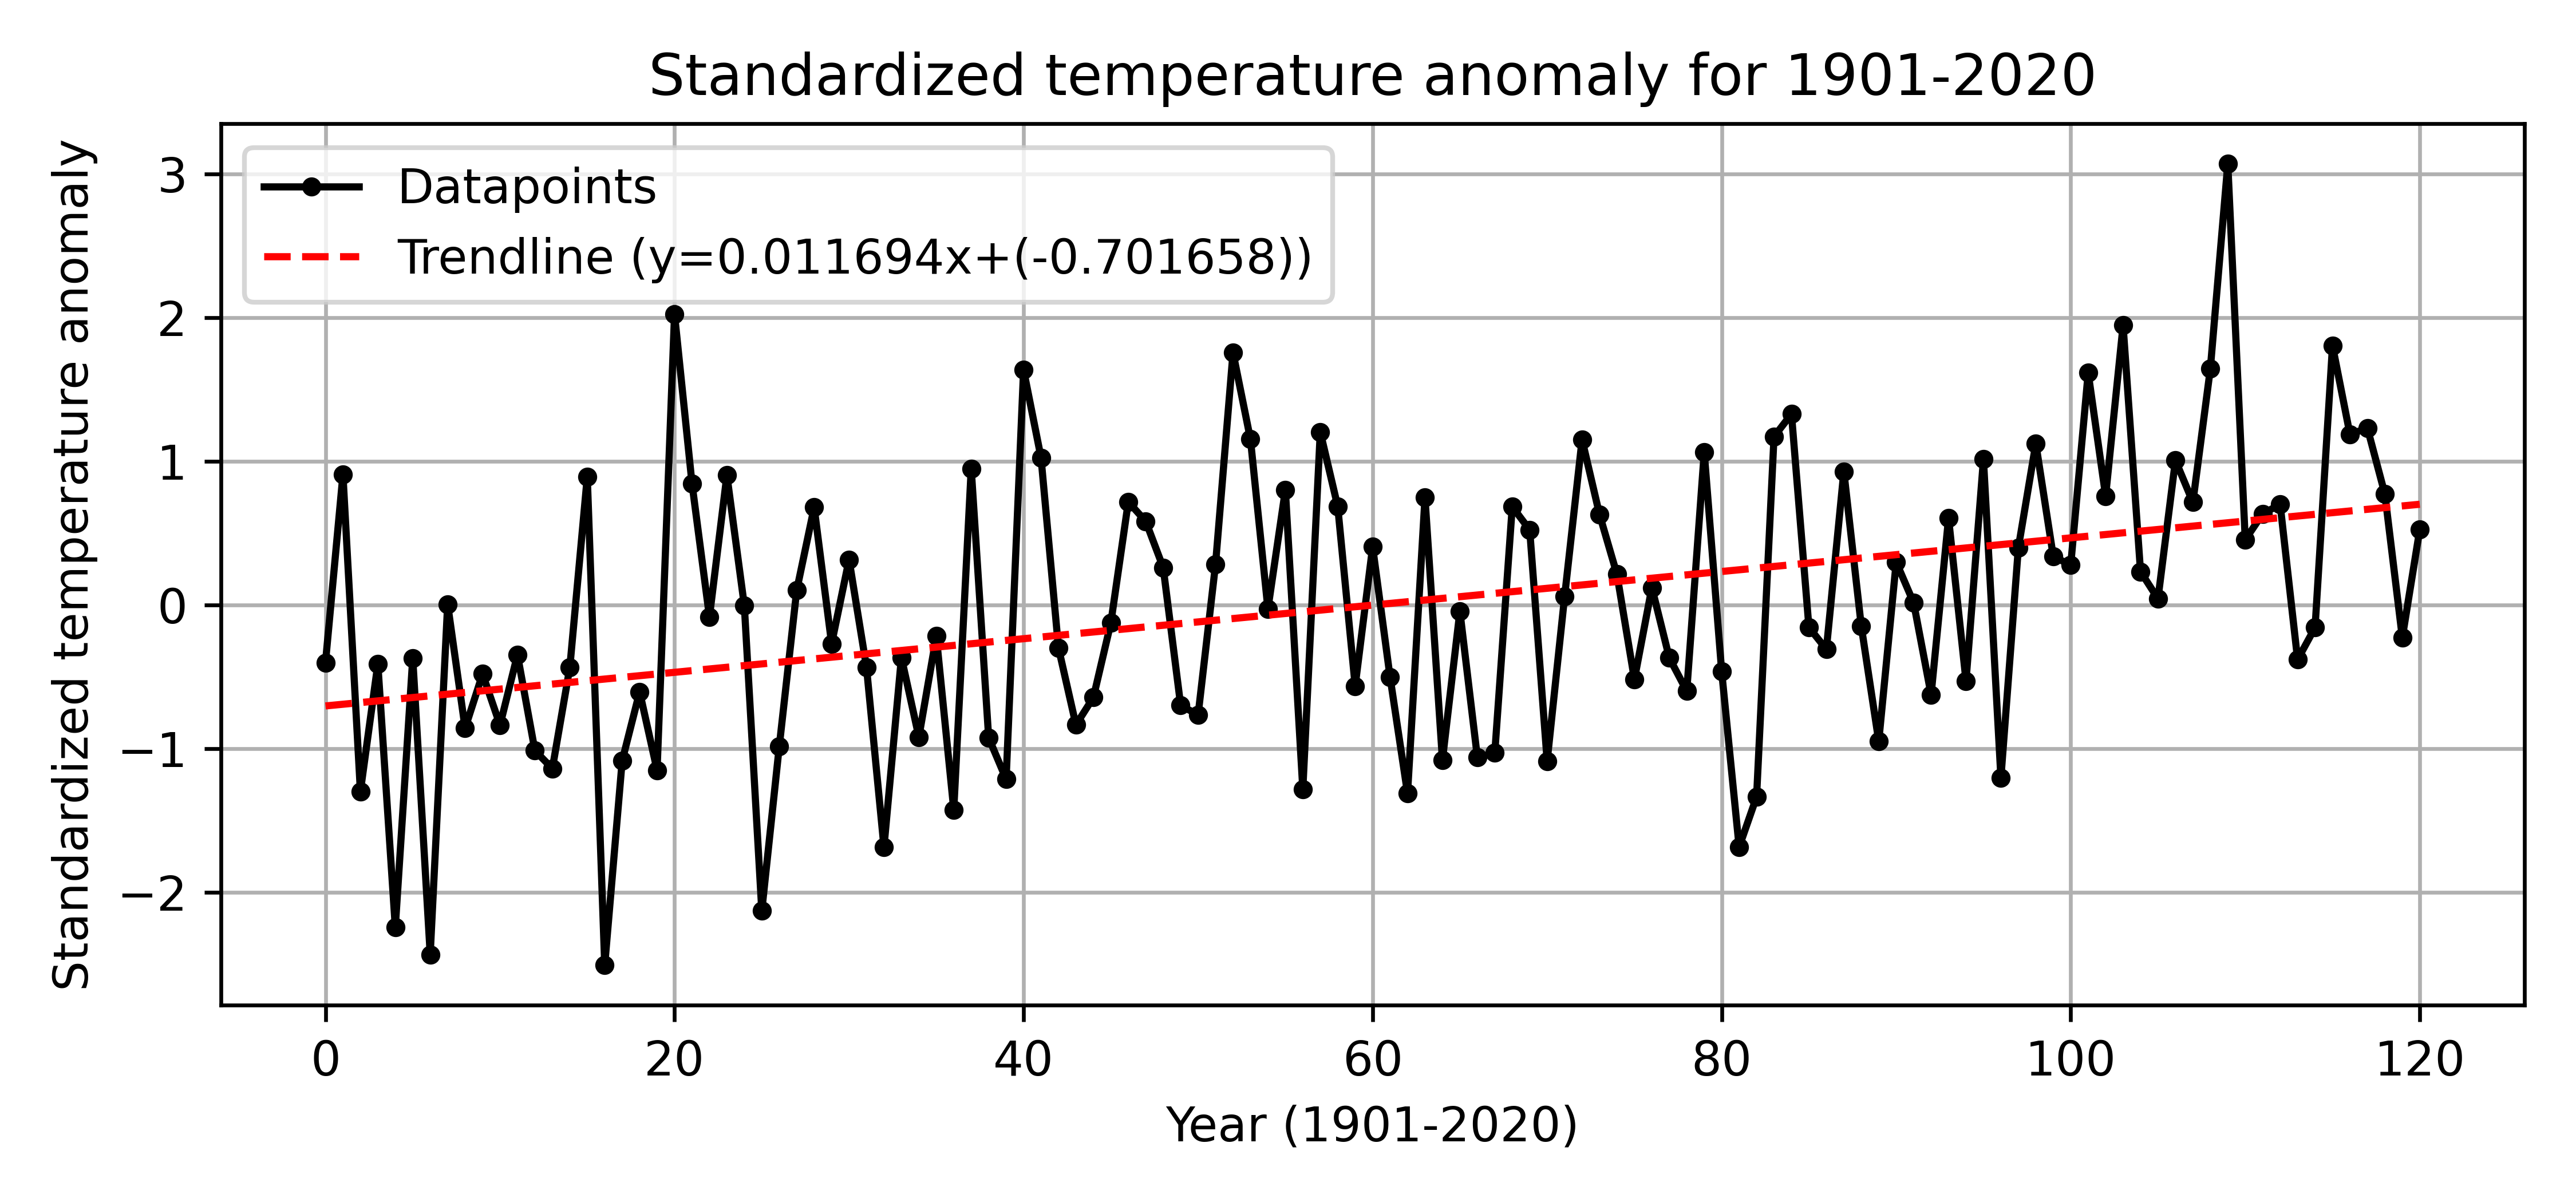 Standardized temperature anomaly for 1901-2020
Standardized temperature anomaly
3
2
1
0
−1
−2
Datapoints
Trendline (y=0.011694x+(-0.701658))
0 20 40 60 80 100 120
Year (1901-2020)